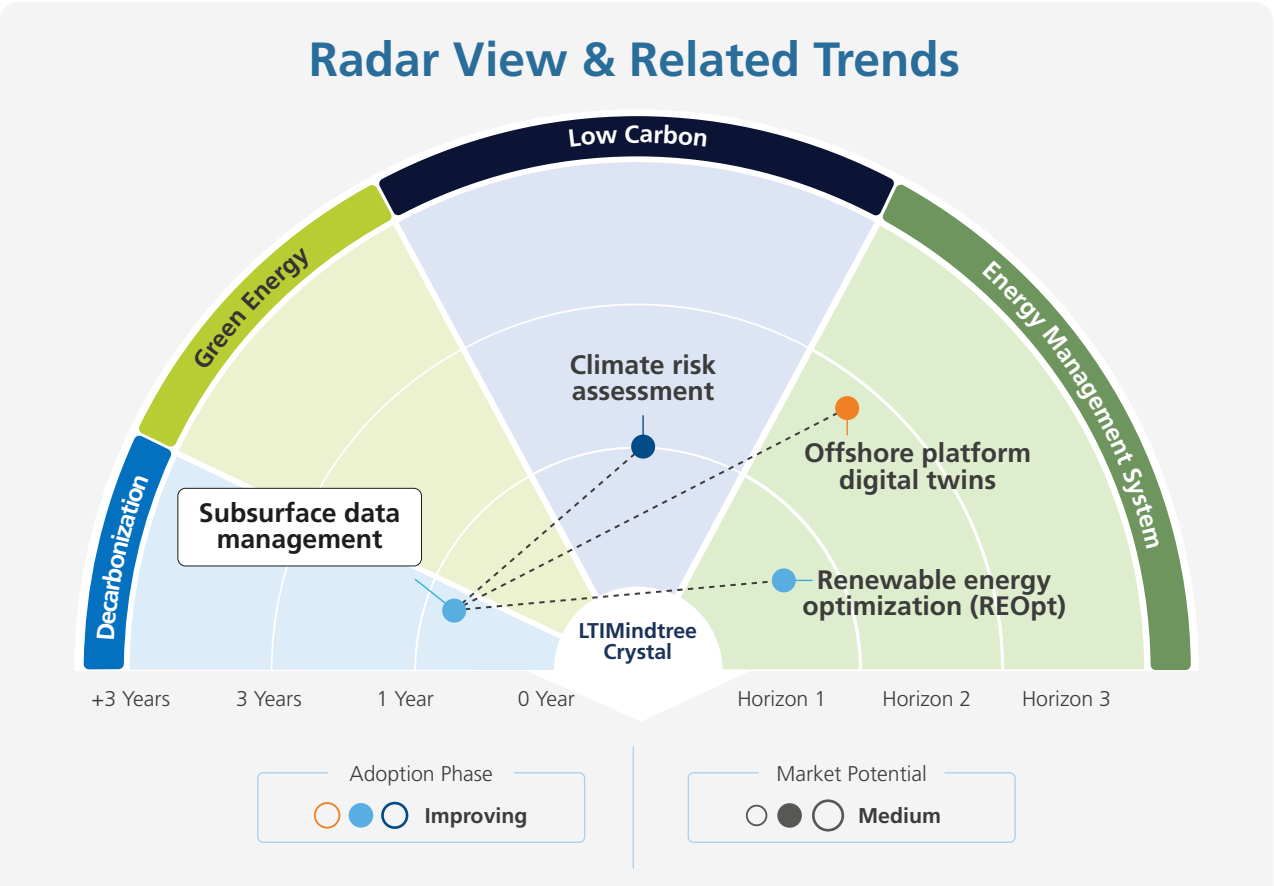 Radar View & Related Trends
Low Carbon
Green Energy
Energy Management System
Decarbonization
Climate risk
assessment
Offshore platform
digital twins
Subsurface data
management
Renewable energy
optimization (REOpt)
LTIMindtree
Crystal
+3 Years
3 Years
1 Year
0 Year
Horizon 1
Horizon 2
Horizon 3
Adoption Phase
Improving
Market Potential
Medium